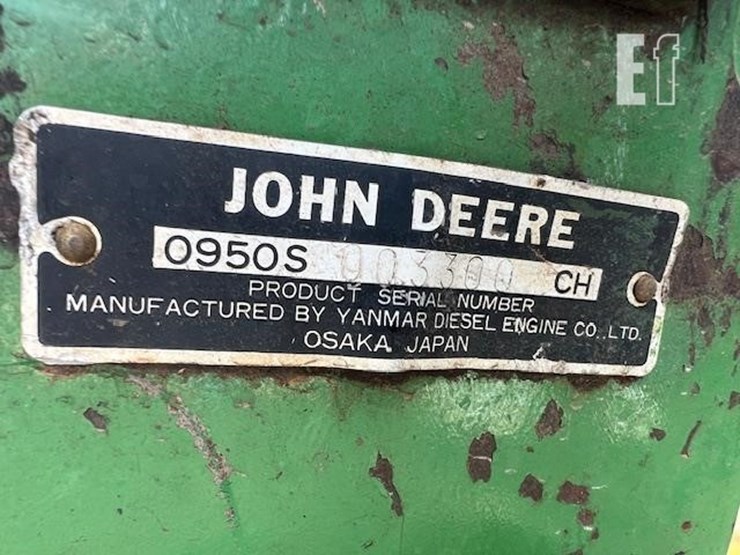 Ef
JOHN DEERE
0950S 003300 CH
PRODUCT SERIAL NUMBER
MANUFACTURED BY YANMAR DIESEL ENGINE CO., LTD.
OSAKA JAPAN